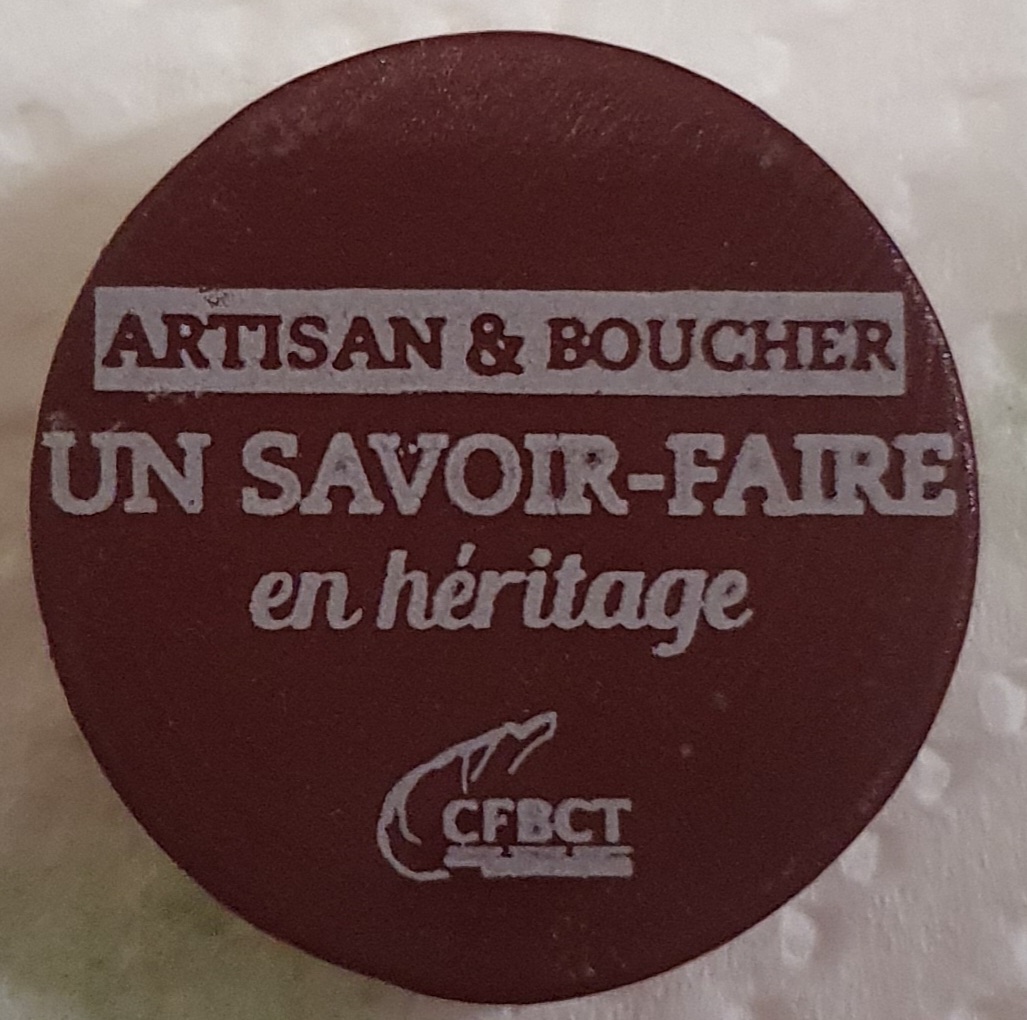 ARTISAN & BOUCHER
UN SAVOIR-FAIRE
en héritage
CFBCT